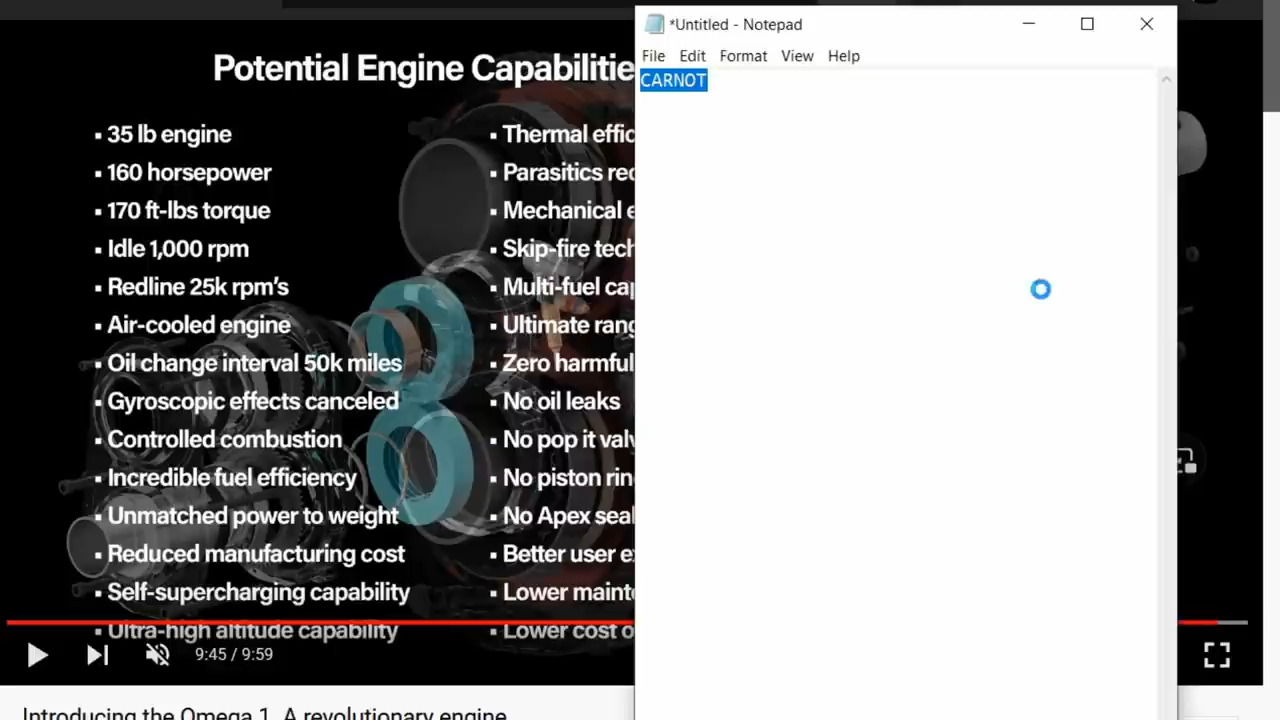 Potential Engine Capabilitie
▪ 35 lb engine
▪ 160 horsepower
▪ 170 ft-lbs torque
▪ Idle 1,000 rpm
▪ Redline 25k rpm's
▪ Air-cooled engine
▪ Oil change interval 50k miles
▪ Gyroscopic effects canceled
▪ Controlled combustion
▪ Incredible fuel efficiency
▪ Unmatched power to weight
▪ Reduced manufacturing cost
▪ Self-supercharging capability
▪ Ultra-high altitude capability
▪ Thermal effic
▪ Parasitics rec
▪ Mechanical e
▪ Skip-fire tech
▪ Multi-fuel cap
▪ Ultimate rang
▪ Zero harmful
▪ No oil leaks
▪ No pop it valv
▪ No piston rin
▪ No Apex seal
▪ Better user e
▪ Lower maint
▪ Lower cost o
9:45 / 9:59
Introducing the Omega 1. A revolutionary engine
*Untitled - Notepad
File Edit Format View Help
CARNOT